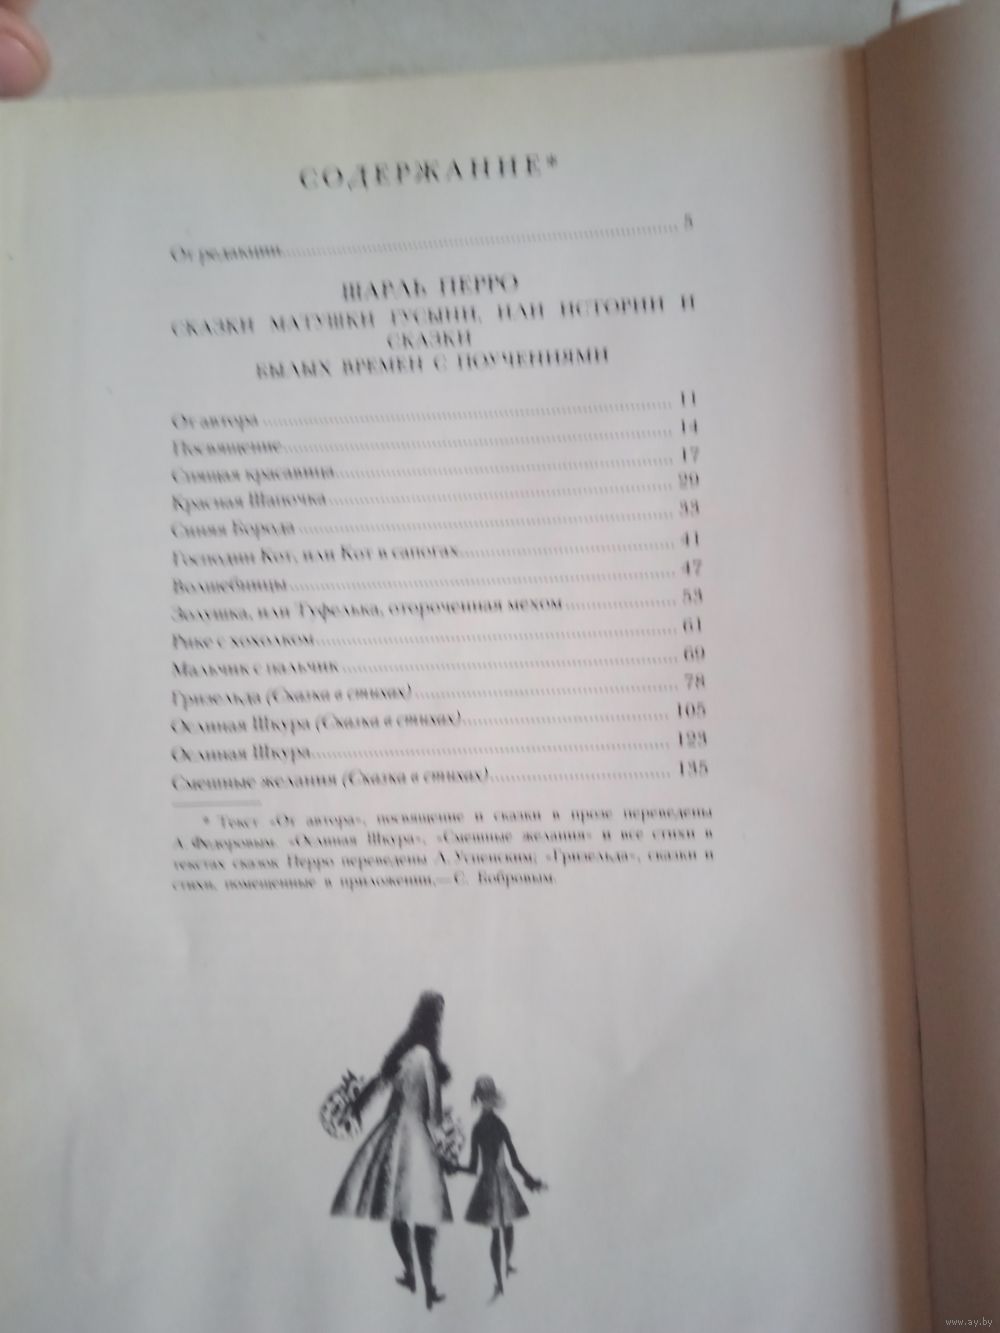 СОДЕРЖАНИЕ*
От редакции 5
ШАРЛЬ ПЕРРО
СКАЗКИ МАТУШКИ ГУСЫНИ, ИЛИ ИСТОРИИ И
СКАЗКИ
БЫЛЫХ ВРЕМЕН С ПОУЧЕНИЯМИ
От автора 11
Посвящение 14
Спящая красавица 17
Красная Шапочка 29
Синяя Борода 33
Господин Кот, или Кот в сапогах 41
Волшебницы 47
Золушка, или Туфелька, отороченная мехом 53
Рике с хохолком 61
Мальчик с пальчик 69
Гризельда (Сказка в стихах) 78
Ослиная Шкура (Сказка в стихах) 105
Ослиная Шкура 123
Смешные желания (Сказка в стихах) 135
* Текст «От автора», посвящение и сказки в прозе переведены
А. Федоровым. «Ослиная Шкура», «Смешные желания» и все стихи в
текстах сказок Перро переведены Л. Успенским; «Гризельда», сказки и
стихи, помещенные в приложении,—С. Бобровым.
www.ay.by